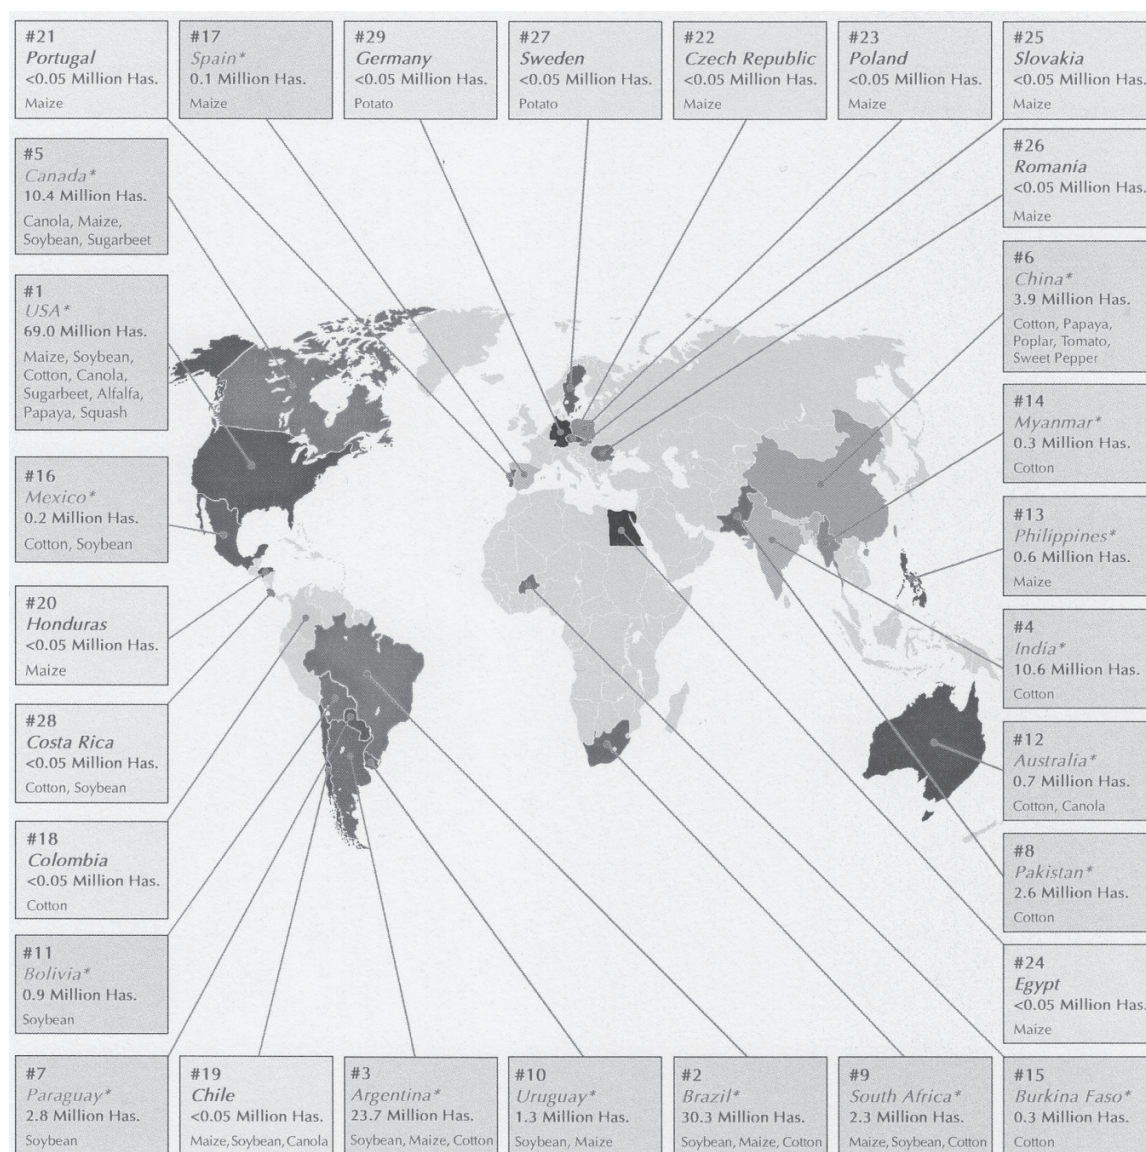 #21
Portugal
<0.05 Million Has.
Maize
#17
Spain*
0.1 Million Has.
Maize
#29
Germany
<0.05 Million Has.
Potato
#27
Sweden
<0.05 Million Has.
Potato
#22
Czech Republic
<0.05 Million Has.
Maize
#23
Poland
<0.05 Million Has.
Maize
#25
Slovakia
<0.05 Million Has.
Maize
#5
Canada*
10.4 Million Has.
Canola, Maize,
Soybean, Sugarbeet
#26
Romania
<0.05 Million Has.
Maize
#1
USA*
69.0 Million Has.
Maize, Soybean,
Cotton, Canola,
Sugarbeet, Alfalfa,
Papaya, Squash
#6
China*
3.9 Million Has.
Cotton, Papaya,
Poplar, Tomato,
Sweet Pepper
#14
Myanmar*
0.3 Million Has.
Cotton
#16
Mexico*
0.2 Million Has.
Cotton, Soybean
#13
Philippines*
0.6 Million Has.
Maize
#20
Honduras
<0.05 Million Has.
Maize
#4
India*
10.6 Million Has.
Cotton
#28
Costa Rica
<0.05 Million Has.
Cotton, Soybean
#12
Australia*
0.7 Million Has.
Cotton, Canola
#18
Colombia
<0.05 Million Has.
Cotton
#8
Pakistan*
2.6 Million Has.
Cotton
#11
Bolivia*
0.9 Million Has.
Soybean
#24
Egypt
<0.05 Million Has.
Maize
#7
Paraguay*
2.8 Million Has.
Soybean
#19
Chile
<0.05 Million Has.
Maize, Soybean, Canola
#3
Argentina*
23.7 Million Has.
Soybean, Maize, Cotton
#10
Uruguay*
1.3 Million Has.
Soybean, Maize
#2
Brazil*
30.3 Million Has.
Soybean, Maize, Cotton
#9
South Africa*
2.3 Million Has.
Maize, Soybean, Cotton
#15
Burkina Faso*
0.3 Million Has.
Cotton